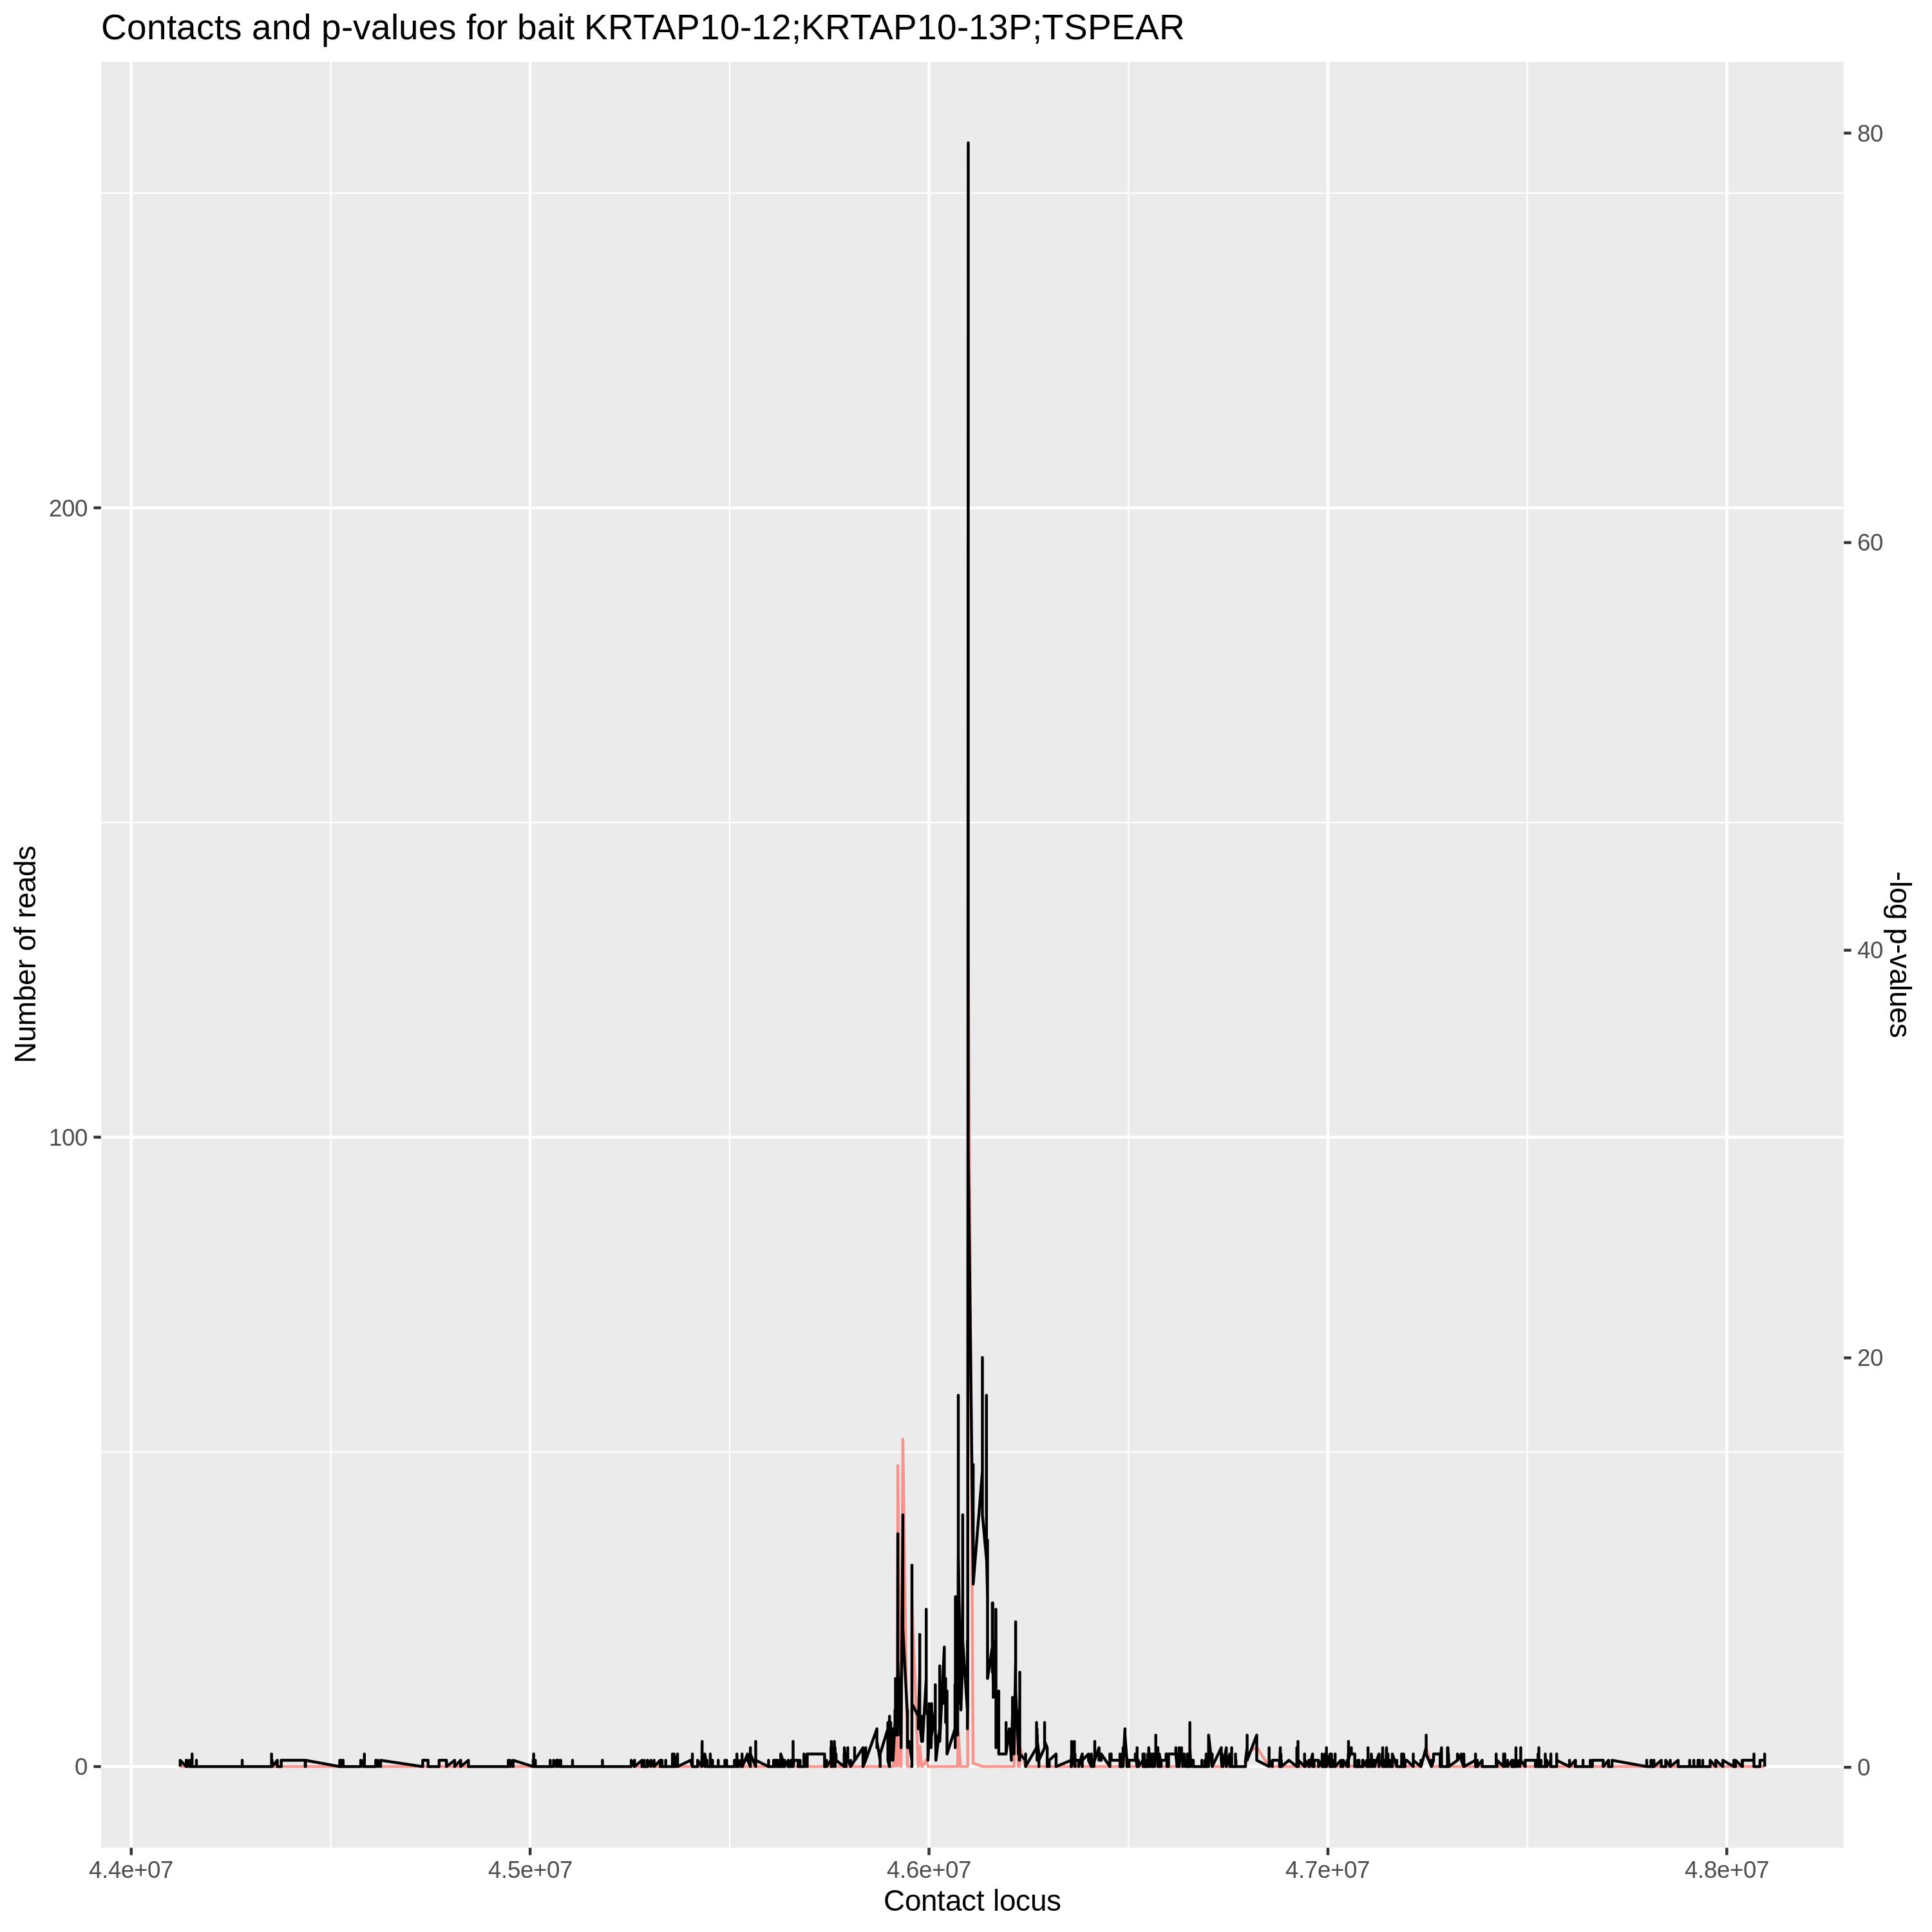 Contacts and p-values for bait KRTAP10-12;KRTAP10-13P;TSPEAR
Number of reads
200
100
0
80
60
40
20
0
-log p-values
4.4e+07
4.5e+07
4.6e+07
4.7e+07
4.8e+07
Contact locus